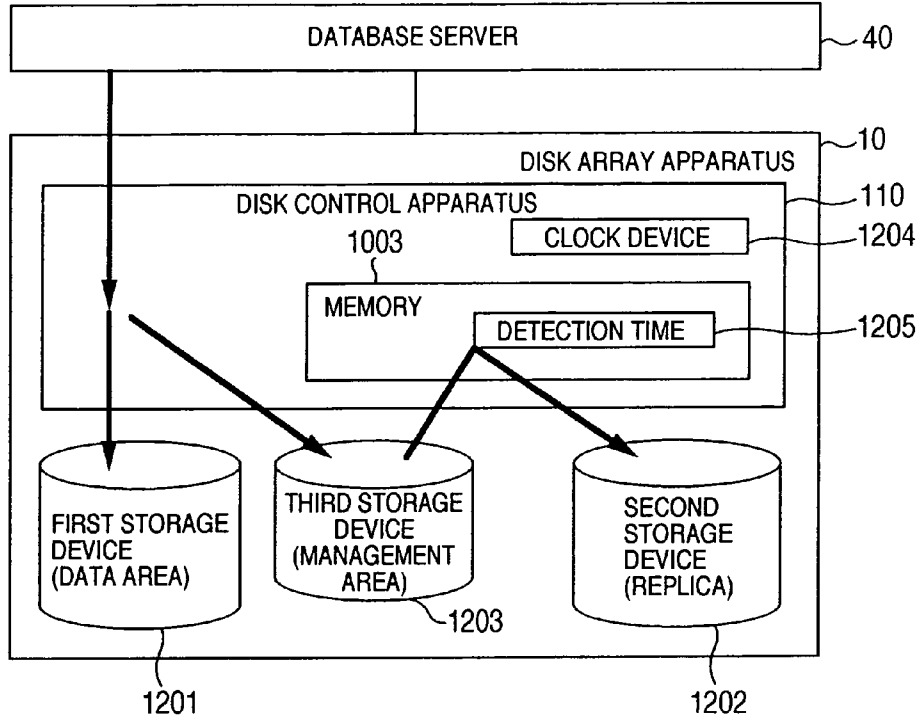 DATABASE SERVER
40
10
DISK ARRAY APPARATUS
110
DISK CONTROL APPARATUS
CLOCK DEVICE
1204
1003
MEMORY
DETECTION TIME
1205
FIRST STORAGE
DEVICE
(DATA AREA)
THIRD STORAGE
DEVICE
(MANAGEMENT
AREA)
SECOND
STORAGE
DEVICE
(REPLICA)
1203
1201
1202